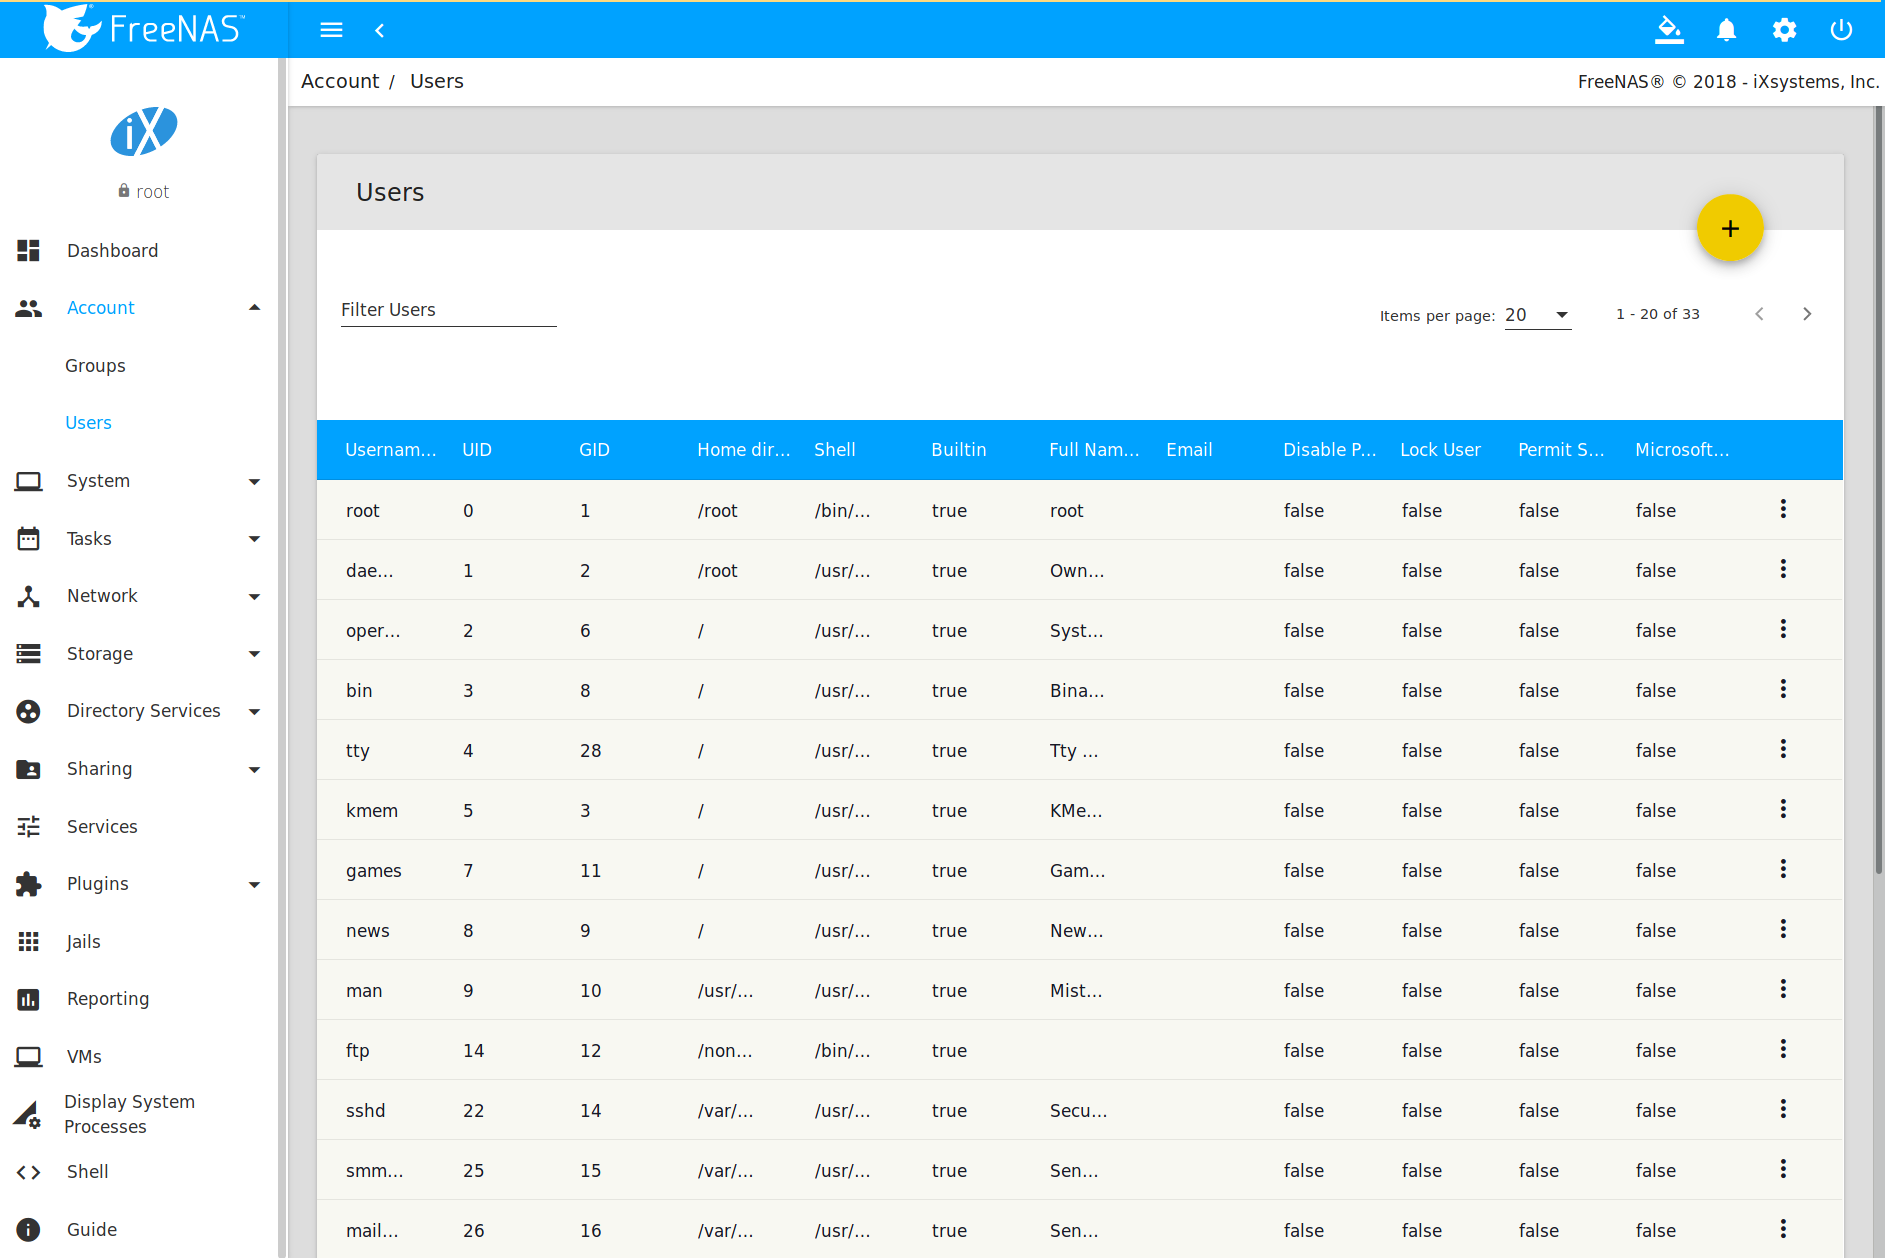 FreeNAS™
Account / Users
FreeNAS® © 2018 - iXsystems, Inc.
iX
root
Dashboard
Account
Groups
Users
System
Tasks
Network
Storage
Directory Services
Sharing
Services
Plugins
Jails
Reporting
VMs
Display System
Processes
Shell
Guide
Users
+
Filter Users
Items per page: 20 1 - 20 of 33
Usernam... UID GID Home dir... Shell Builtin Full Nam... Email Disable P... Lock User Permit S... Microsoft...
root 0 1 /root /bin/... true root false false false false
dae... 1 2 /root /usr/... true Own... false false false false
oper... 2 6 / /usr/... true Syst... false false false false
bin 3 8 / /usr/... true Bina... false false false false
tty 4 28 / /usr/... true Tty ... false false false false
kmem 5 3 / /usr/... true KMe... false false false false
games 7 11 / /usr/... true Gam... false false false false
news 8 9 / /usr/... true New... false false false false
man 9 10 /usr/... /usr/... true Mist... false false false false
ftp 14 12 /non... /bin/... true false false false false
sshd 22 14 /var/... /usr/... true Secu... false false false false
smm... 25 15 /var/... /usr/... true Sen... false false false false
mail... 26 16 /var/... /usr/... true Sen... false false false false